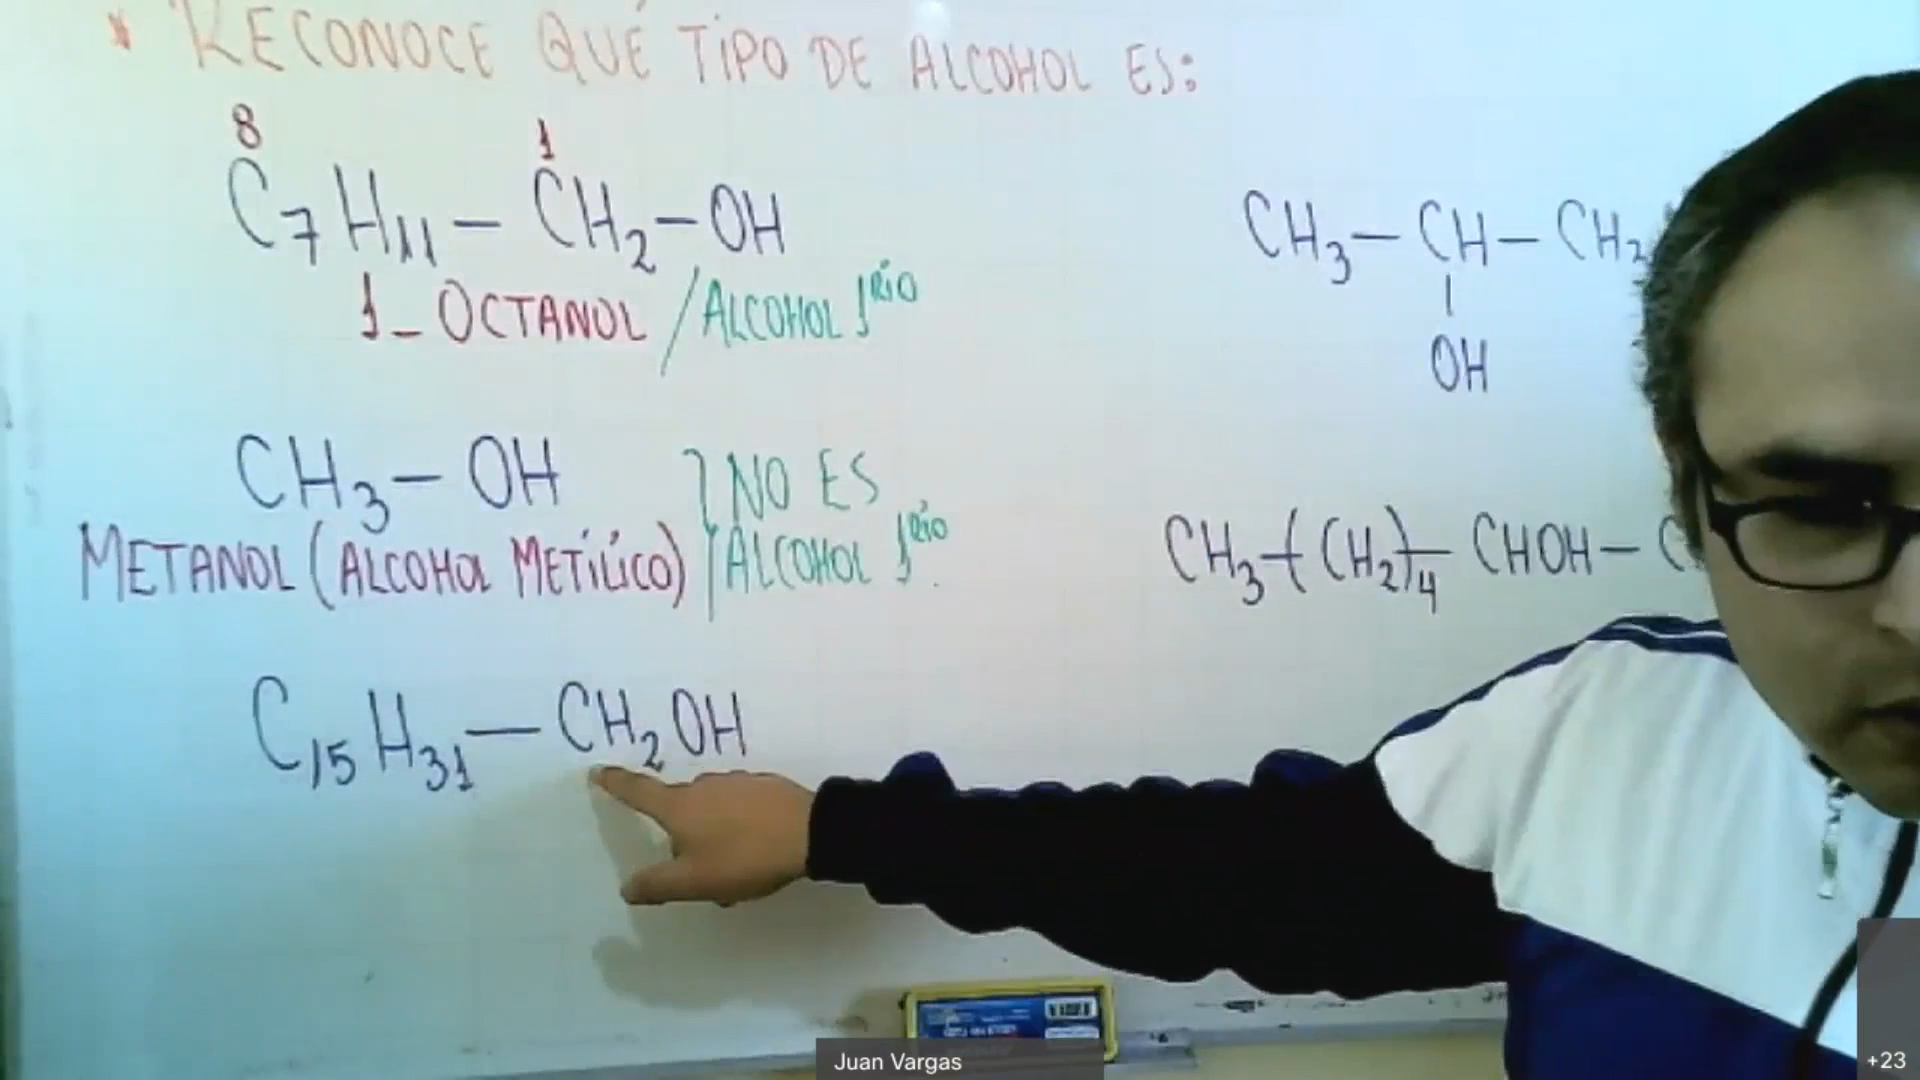 * RECONOCE QUÉ TIPO DE ALCOHOL ES:
8 1
C7H11 — CH2 — OH
1_OCTANOL / ALCOHOL 1RIO
CH3 — OH } NO ES
METANOL (ALCOHOL METÍLICO) / ALCOHOL 1RIO.
C15H31 — CH2OH
CH3 — CH — CH2
|
OH
CH3 —( CH2 )4 — CHOH — C
Juan Vargas
+23